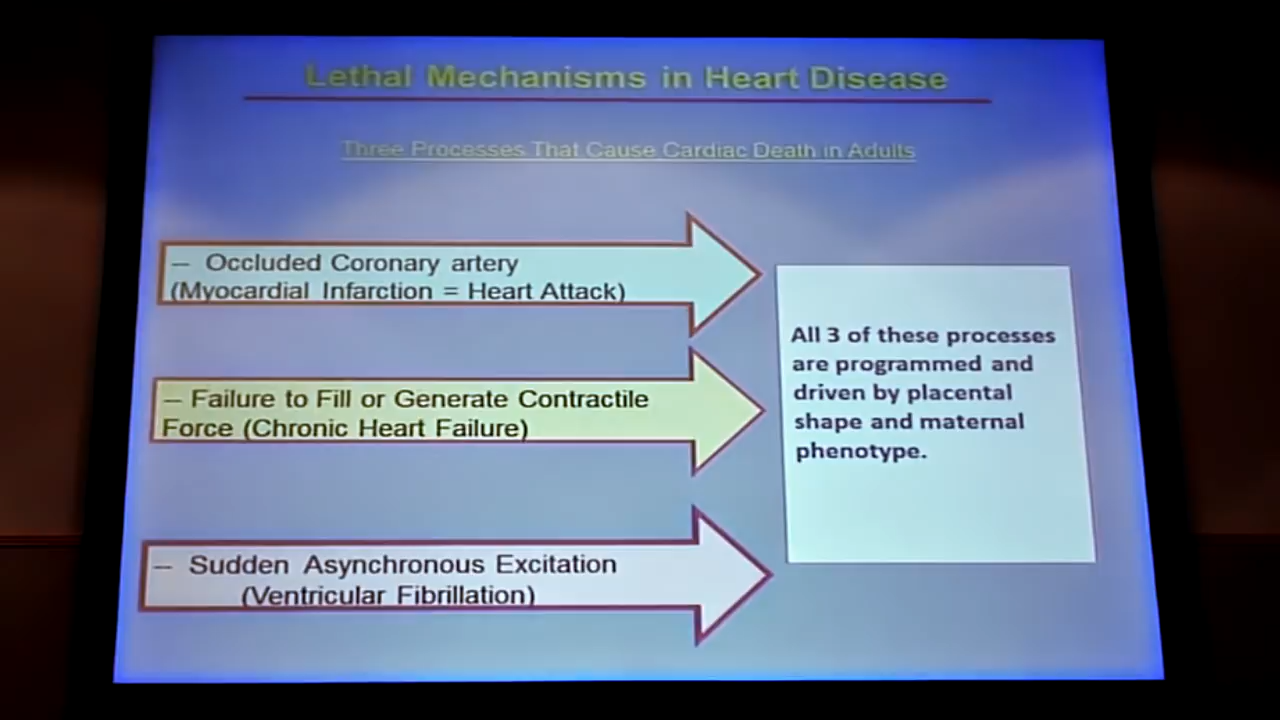 Lethal Mechanisms in Heart Disease
Three Processes That Cause Cardiac Death in Adults
– Occluded Coronary artery
(Myocardial Infarction = Heart Attack)
– Failure to Fill or Generate Contractile
Force (Chronic Heart Failure)
– Sudden Asynchronous Excitation
(Ventricular Fibrillation)
All 3 of these processes
are programmed and
driven by placental
shape and maternal
phenotype.